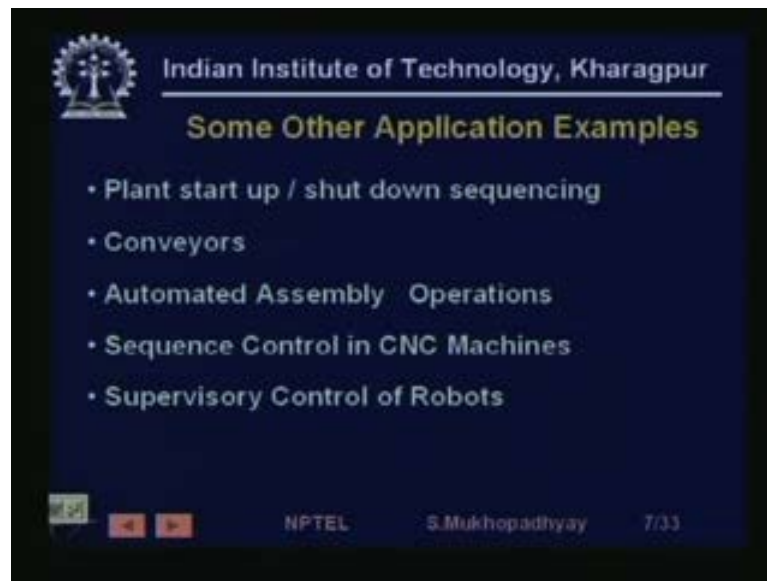 Indian Institute of Technology, Kharagpur
Some Other Application Examples
• Plant start up / shut down sequencing
• Conveyors
• Automated Assembly Operations
• Sequence Control in CNC Machines
• Supervisory Control of Robots
NPTEL S.Mukhopadhyay 7/33